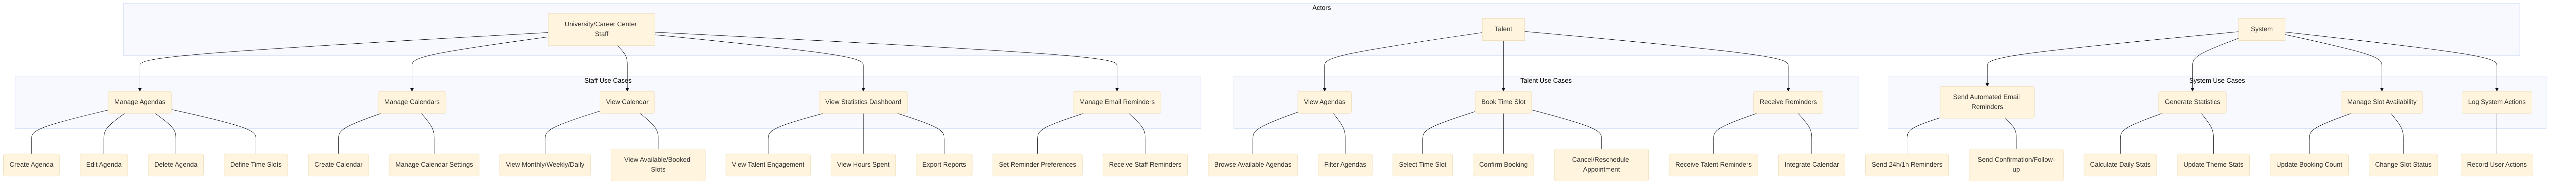 Actors
University/Career Center
Staff
Talent
System
Staff Use Cases
Talent Use Cases
System Use Cases
Manage Agendas
Manage Calendars
View Calendar
View Statistics Dashboard
Manage Email Reminders
View Agendas
Book Time Slot
Receive Reminders
Send Automated Email
Reminders
Generate Statistics
Manage Slot Availability
Log System Actions
Create Agenda
Edit Agenda
Delete Agenda
Define Time Slots
Create Calendar
Manage Calendar Settings
View Monthly/Weekly/Daily
View Available/Booked
Slots
View Talent Engagement
View Hours Spent
Export Reports
Set Reminder Preferences
Receive Staff Reminders
Browse Available Agendas
Filter Agendas
Select Time Slot
Confirm Booking
Cancel/Reschedule
Appointment
Receive Talent Reminders
Integrate Calendar
Send 24h/1h Reminders
Send Confirmation/Follow-
up
Calculate Daily Stats
Update Theme Stats
Update Booking Count
Change Slot Status
Record User Actions